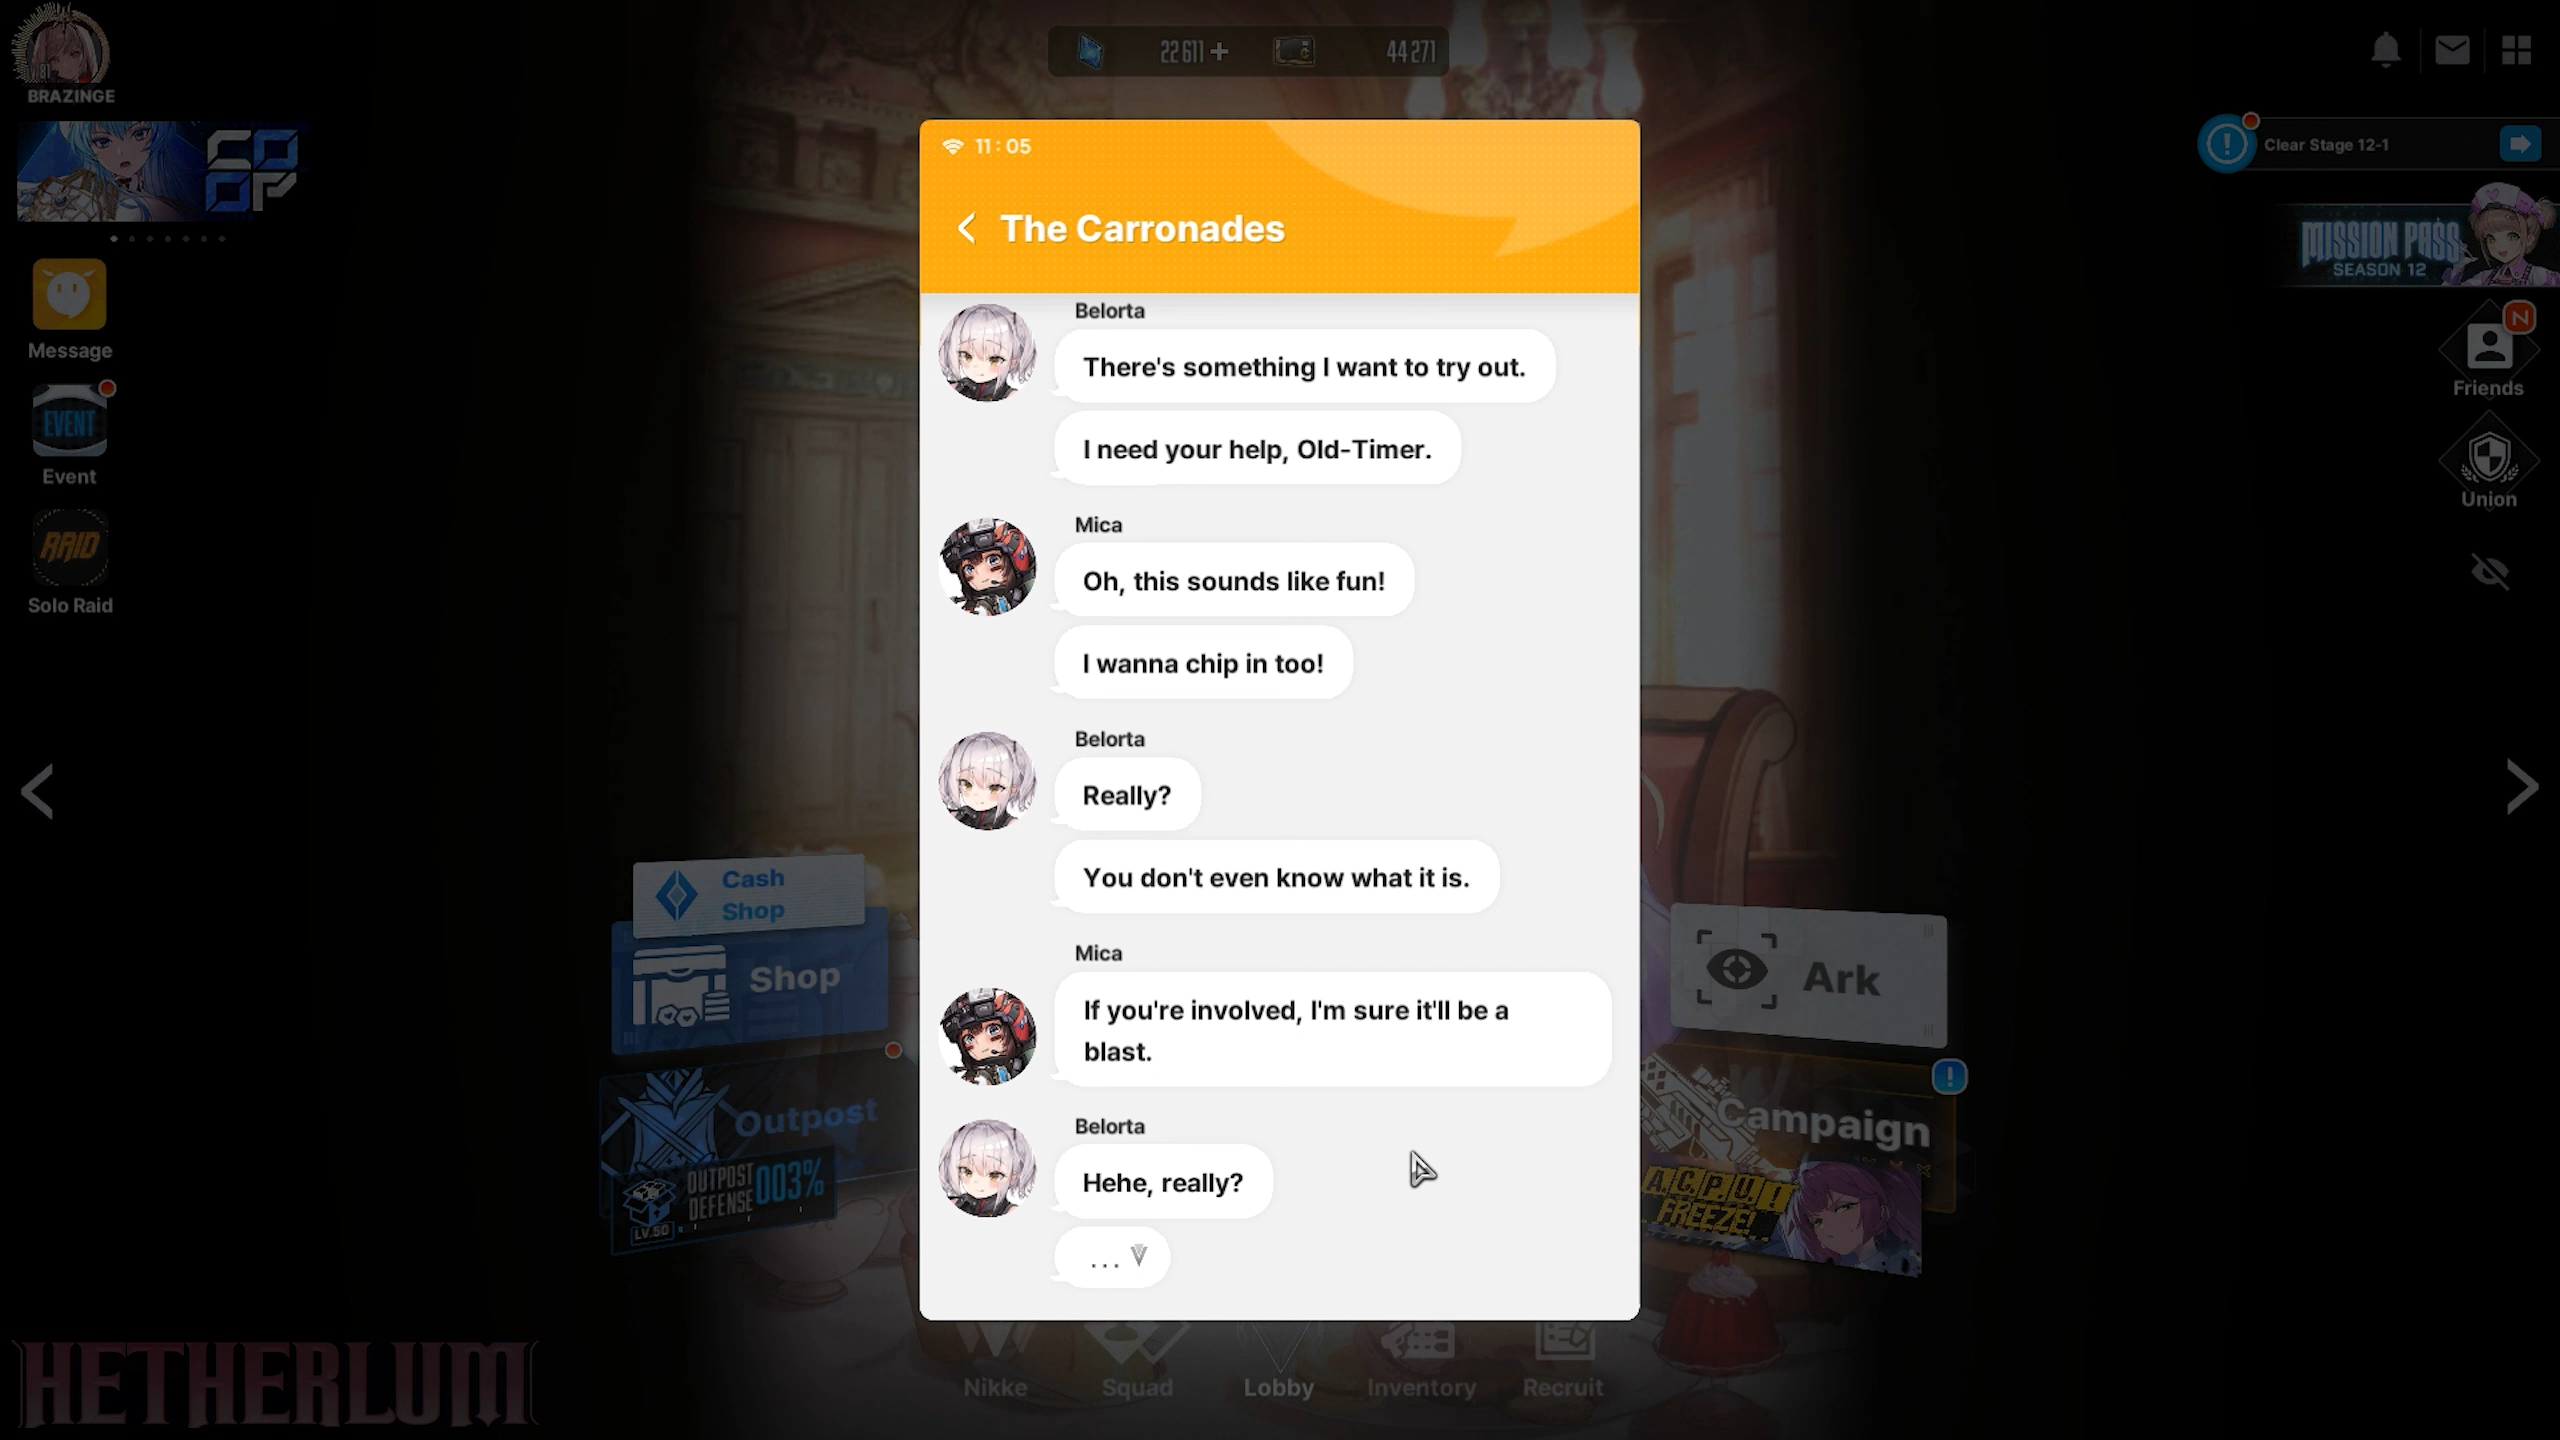 81
BRAZINGE
22611+
44271
COOP
Message
EVENT
Event
RAID
Solo Raid
Clear Stage 12-1
MISSION PASS
SEASON 12
N
Friends
Union
11:05
The Carronades
Belorta
There's something I want to try out.
I need your help, Old-Timer.
Mica
Oh, this sounds like fun!
I wanna chip in too!
Belorta
Really?
You don't even know what it is.
Mica
If you're involved, I'm sure it'll be a
blast.
Belorta
Hehe, really?
...
Cash
Shop
Shop
Outpost
OUTPOST
DEFENSE
003%
LV.50
Ark
Campaign
A.C.P.U.!
FREEZE!
HETHERLUM
Nikke
Squad
Lobby
Inventory
Recruit